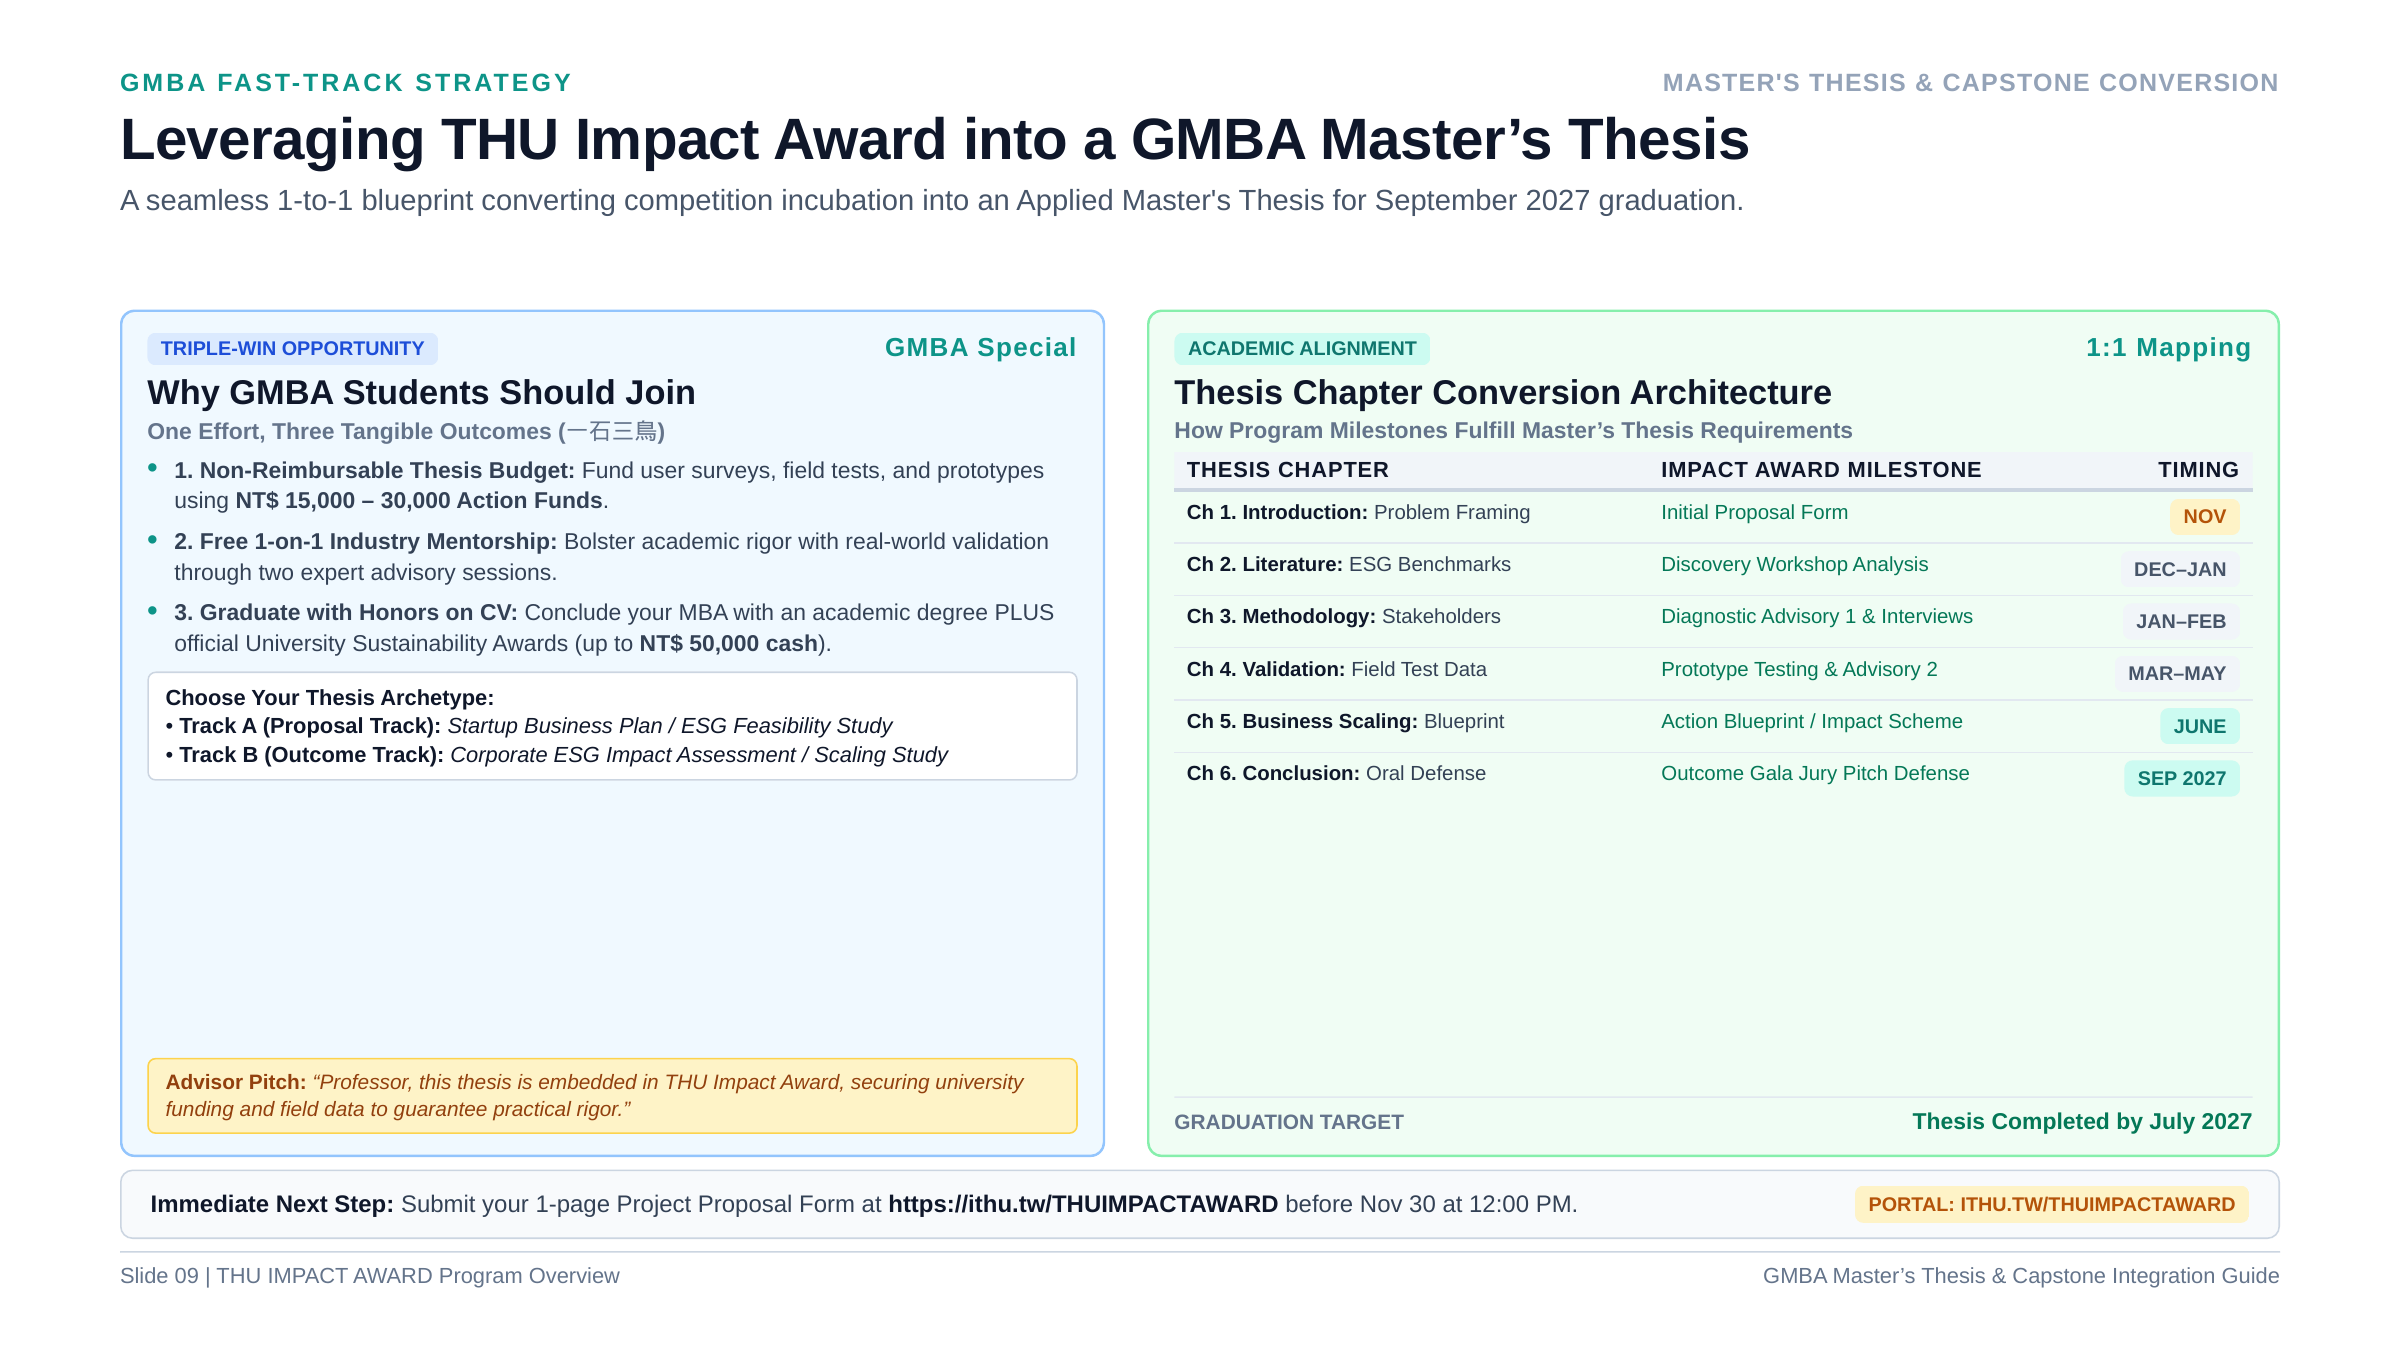 GMBA FAST-TRACK STRATEGY
MASTER'S THESIS & CAPSTONE CONVERSION
Leveraging THU Impact Award into a GMBA Master’s Thesis
A seamless 1-to-1 blueprint converting competition incubation into an Applied Master's Thesis for September 2027 graduation.
TRIPLE-WIN OPPORTUNITY
GMBA Special
Why GMBA Students Should Join
One Effort, Three Tangible Outcomes (一石三鳥)
• 1. Non-Reimbursable Thesis Budget: Fund user surveys, field tests, and prototypes
using NT$ 15,000 – 30,000 Action Funds.
• 2. Free 1-on-1 Industry Mentorship: Bolster academic rigor with real-world validation
through two expert advisory sessions.
• 3. Graduate with Honors on CV: Conclude your MBA with an academic degree PLUS
official University Sustainability Awards (up to NT$ 50,000 cash).
Choose Your Thesis Archetype:
• Track A (Proposal Track): Startup Business Plan / ESG Feasibility Study
• Track B (Outcome Track): Corporate ESG Impact Assessment / Scaling Study
Advisor Pitch: “Professor, this thesis is embedded in THU Impact Award, securing university
funding and field data to guarantee practical rigor.”
ACADEMIC ALIGNMENT
1:1 Mapping
Thesis Chapter Conversion Architecture
How Program Milestones Fulfill Master’s Thesis Requirements
THESIS CHAPTER IMPACT AWARD MILESTONE TIMING
Ch 1. Introduction: Problem Framing Initial Proposal Form NOV
Ch 2. Literature: ESG Benchmarks Discovery Workshop Analysis DEC–JAN
Ch 3. Methodology: Stakeholders Diagnostic Advisory 1 & Interviews JAN–FEB
Ch 4. Validation: Field Test Data Prototype Testing & Advisory 2 MAR–MAY
Ch 5. Business Scaling: Blueprint Action Blueprint / Impact Scheme JUNE
Ch 6. Conclusion: Oral Defense Outcome Gala Jury Pitch Defense SEP 2027
GRADUATION TARGET Thesis Completed by July 2027
Immediate Next Step: Submit your 1-page Project Proposal Form at https://ithu.tw/THUIMPACTAWARD before Nov 30 at 12:00 PM.
PORTAL: ITHU.TW/THUIMPACTAWARD
Slide 09 | THU IMPACT AWARD Program Overview
GMBA Master’s Thesis & Capstone Integration Guide